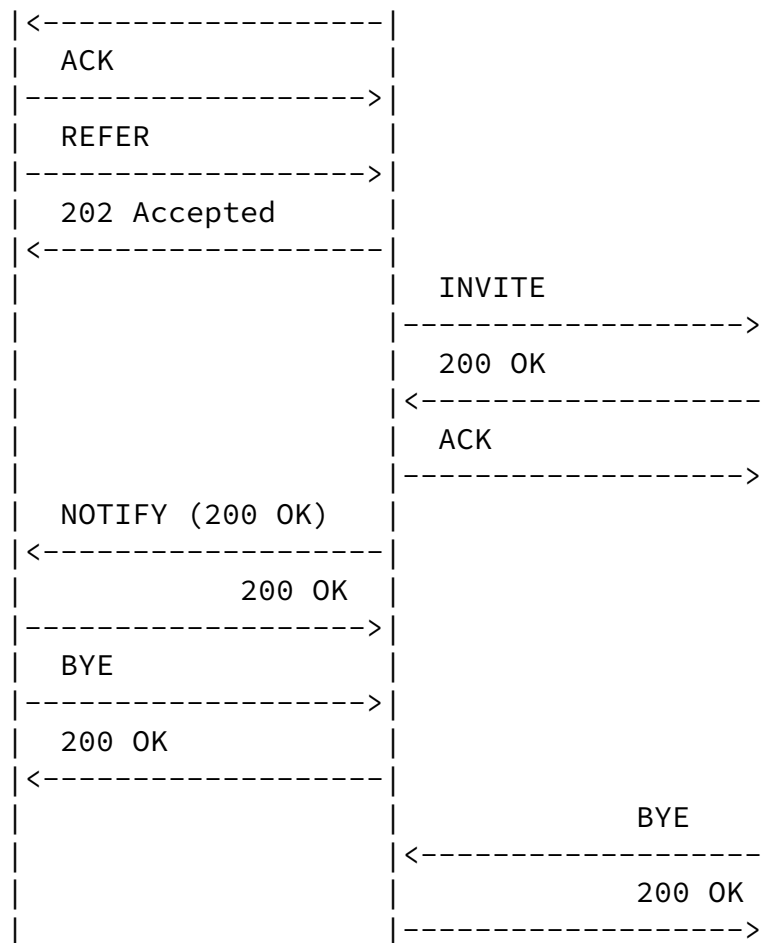 |<-------------------|
|  ACK               |
|------------------->|
|  REFER             |
|------------------->|
|  202 Accepted      |
|<-------------------|
|                    |  INVITE
|                    |------------------->
|                    |  200 OK
|                    |<-------------------
|                    |  ACK
|                    |------------------->
|  NOTIFY (200 OK)   |
|<-------------------|
|            200 OK  |
|------------------->|
|  BYE               |
|------------------->|
|  200 OK            |
|<-------------------|
|                    |             BYE
|                    |<-------------------
|                    |             200 OK
|                    |------------------->